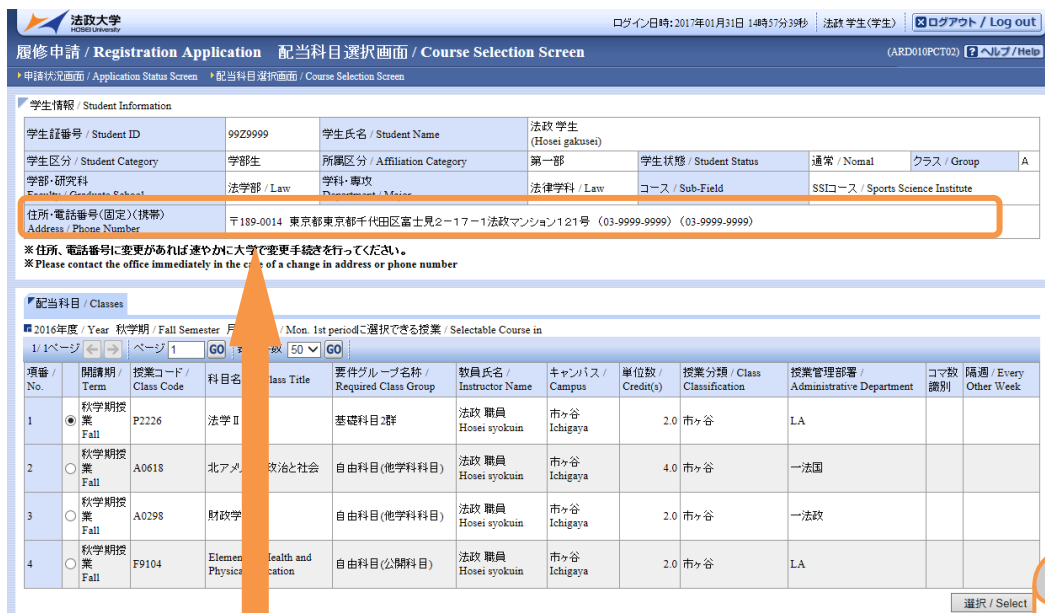 法政大学
HOSEI University
ログイン日時:2017年01月31日 14時57分39秒 法政 学生(学生) ログアウト / Log out
履修申請 / Registration Application 配当科目選択画面 / Course Selection Screen (ARD010PCT02) ヘルプ/Help
申請状況画面 / Application Status Screen 配当科目選択画面 / Course Selection Screen
学生情報 / Student Information
学生証番号 / Student ID 99Z9999 学生氏名 / Student Name 法政 学生
(Hosei gakusei)
学生区分 / Student Category 学部生 所属区分 / Affiliation Category 第一部 学生状態 / Student Status 通常 / Nomal クラス / Group A
学部・研究科 法学部 / Law 学科・専攻 法律学科 / Law コース / Sub-Field SSIコース / Sports Science Institute
Faculty / Graduate School Department / Major
住所・電話番号(固定)(携帯)
Address / Phone Number 〒189-0014 東京都東京都千代田区富士見2-17-1法政マンション121号 (03-9999-9999) (03-9999-9999)
※住所、電話番号に変更があれば速やかに大学で変更手続きを行ってください。
※Please contact the office immediately in the case of a change in address or phone number
配当科目 / Classes
2016年度 / Year 秋学期 / Fall Semester 月 / Mon. 1st periodに選択できる授業 / Selectable Course in
1/1ページ ← → ページ 1 GO 数 50 GO
項番 / No. 開講期 / Term 授業コード / Class Code 科目名 lass Title 要件グループ名称 / Required Class Group 教員氏名 / Instructor Name キャンパス / Campus 単位数 / Credit(s) 授業分類 / Class Classification 授業管理部署 / Administrative Department コマ数識別 隔週 / Every Other Week
1 秋学期授業 Fall P2226 法学Ⅱ 基礎科目2群 法政 職員 Hosei syokuin 市ヶ谷 Ichigaya 2.0 市ヶ谷 LA
2 秋学期授業 Fall A0618 北アメ 政治と社会 自由科目(他学科科目) 法政 職員 Hosei syokuin 市ヶ谷 Ichigaya 4.0 市ヶ谷 一法国
3 秋学期授業 Fall A0298 財政学 自由科目(他学科科目) 法政 職員 Hosei syokuin 市ヶ谷 Ichigaya 2.0 市ヶ谷 一法政
4 秋学期授業 Fall F9104 Elemen ealth and Physica cation 自由科目(公開科目) 法政 職員 Hosei syokuin 市ヶ谷 Ichigaya 2.0 市ヶ谷 LA
選択 / Select